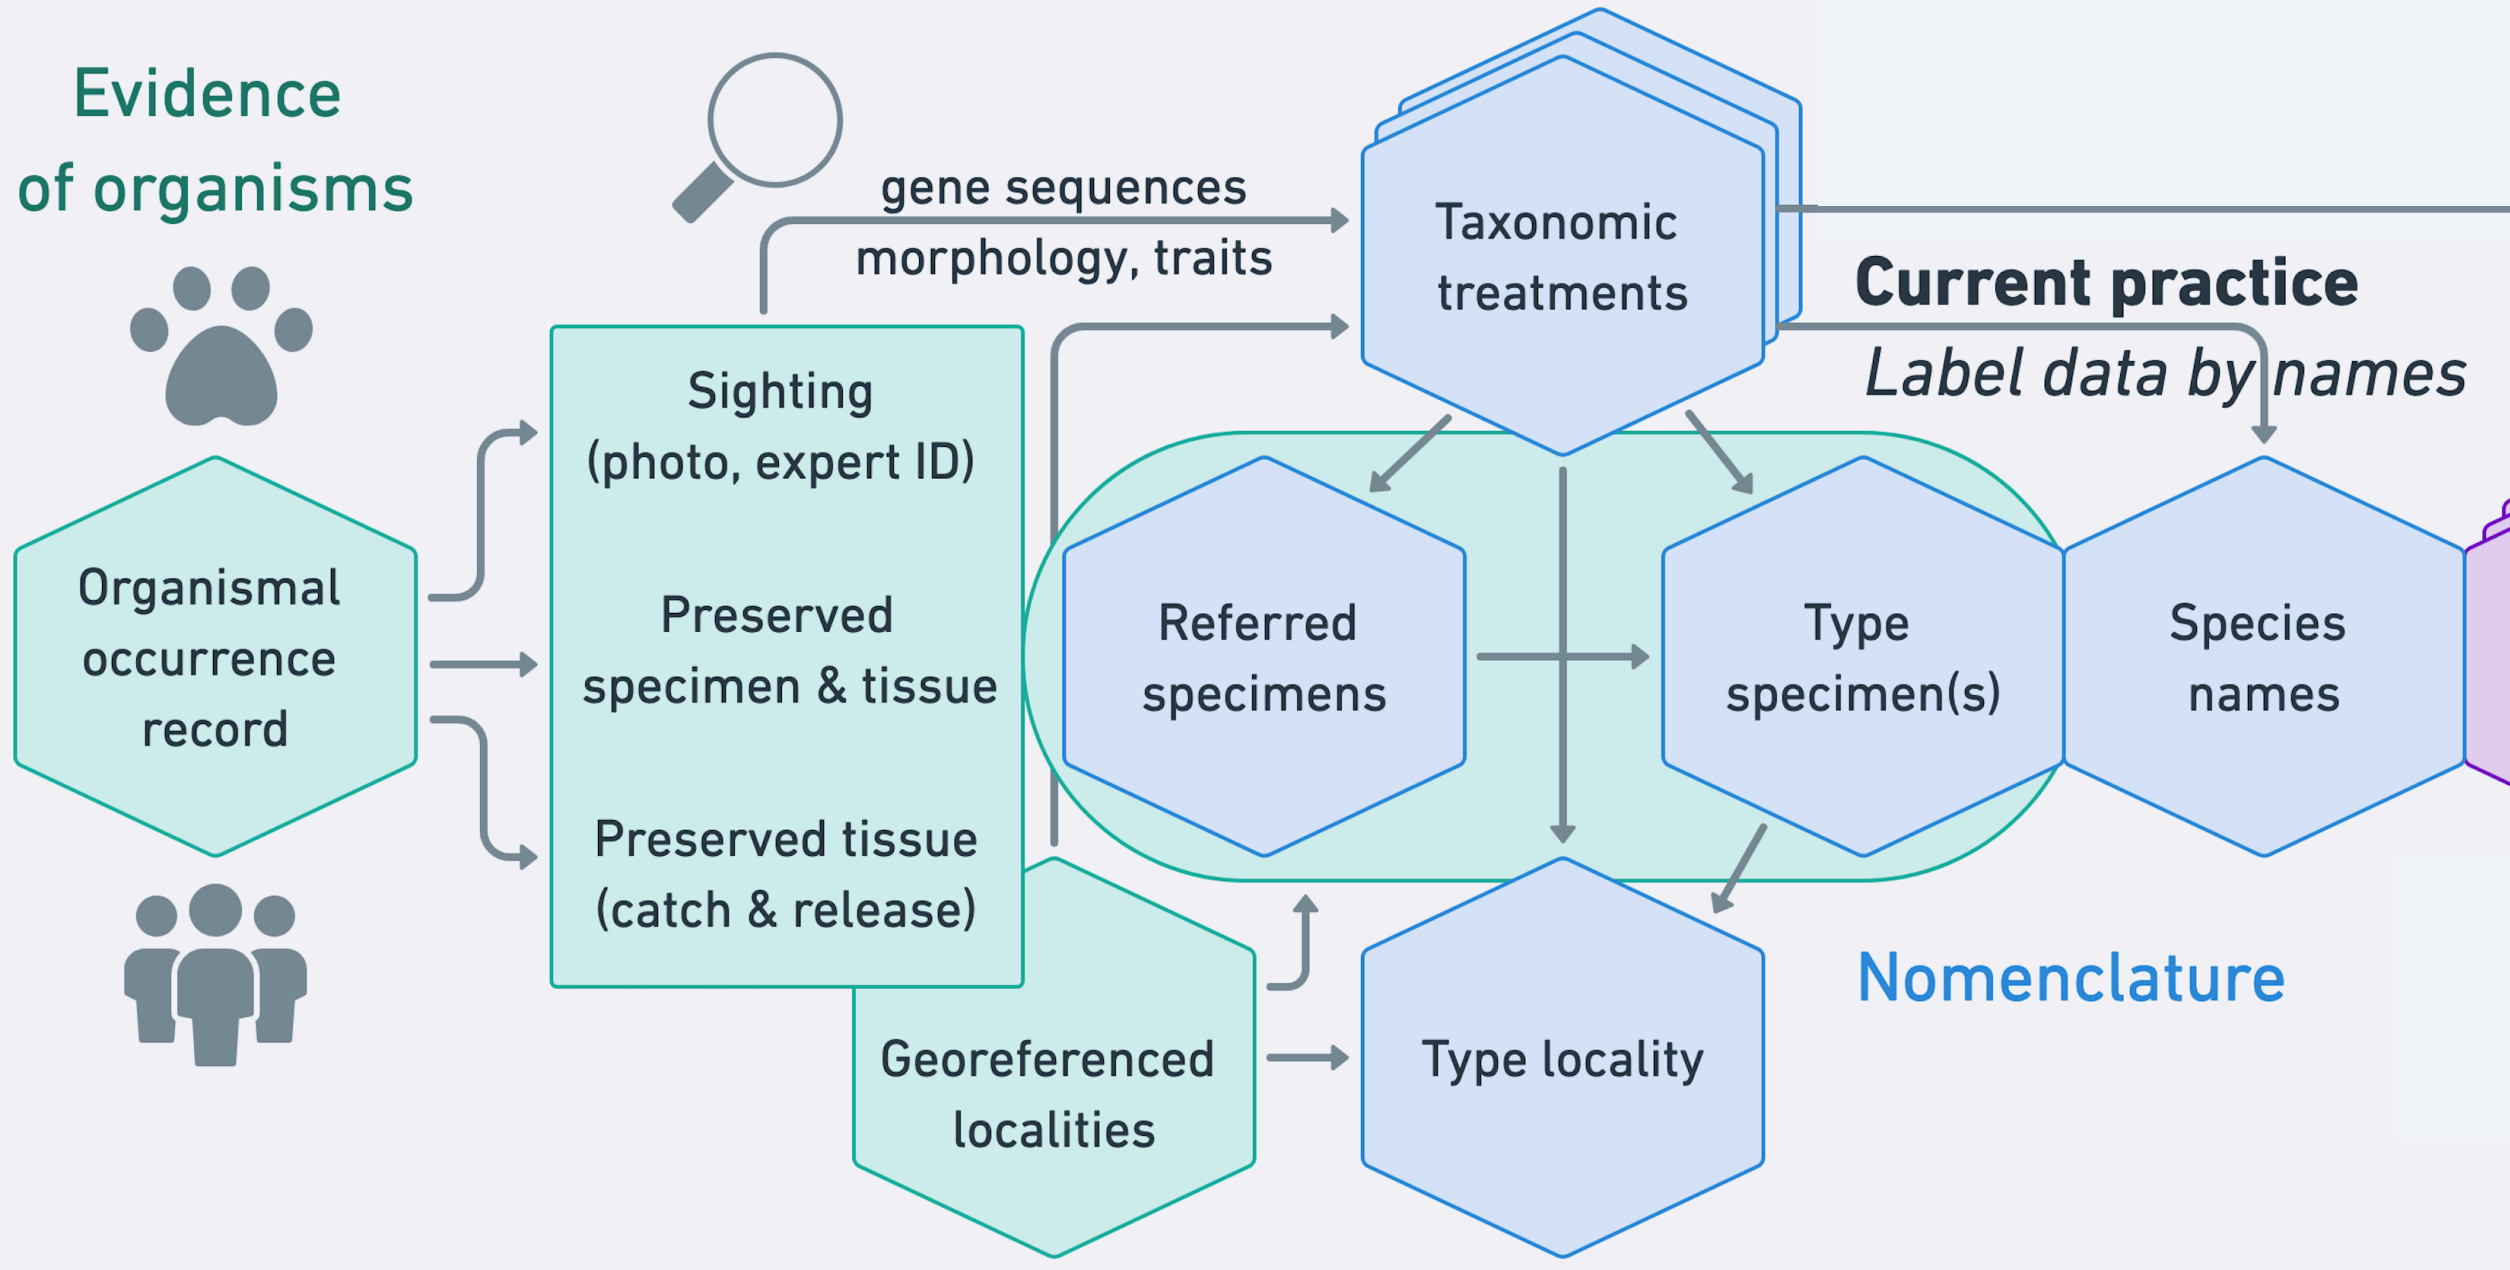 Evidence
of organisms
gene sequences
morphology, traits
Taxonomic
treatments
Current practice
Label data by names
Sighting
(photo, expert ID)
Organismal
occurrence
record
Preserved
specimen & tissue
Preserved tissue
(catch & release)
Referred
specimens
Type
specimen(s)
Species
names
Georeferenced
localities
Type locality
Nomenclature